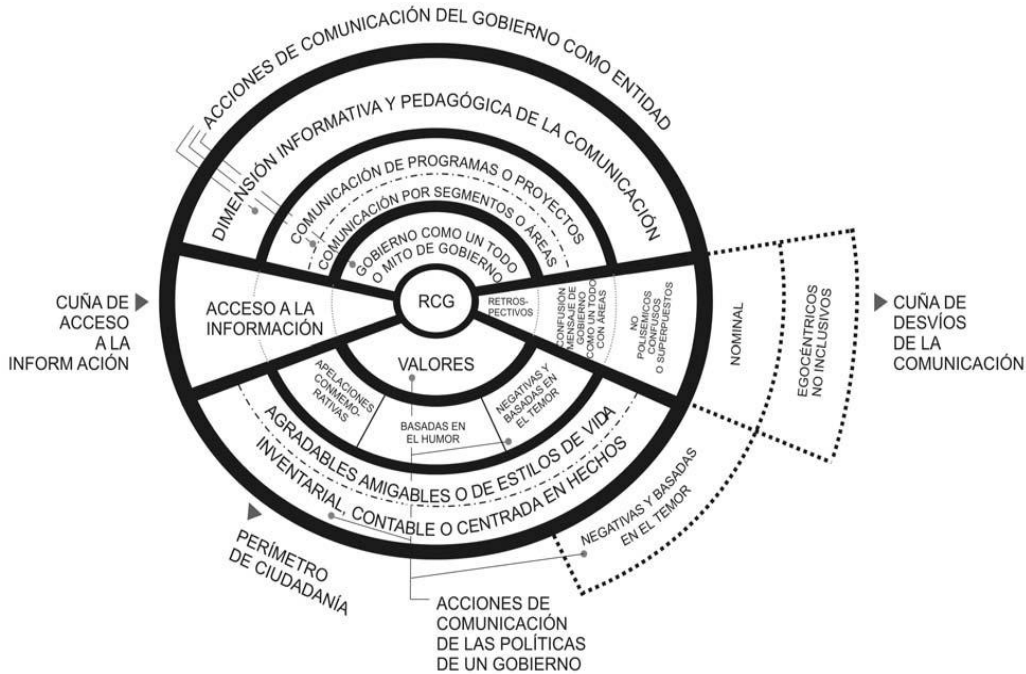 ACCIONES DE COMUNICACIÓN DEL GOBIERNO COMO ENTIDAD
DIMENSIÓN INFORMATIVA Y PEDAGÓGICA DE LA COMUNICACIÓN
COMUNICACIÓN DE PROGRAMAS O PROYECTOS
COMUNICACIÓN POR SEGMENTOS O ÁREAS
GOBIERNO COMO UN TODO
O MITO DE GOBIERNO
RCG
CUÑA DE
ACCESO
A LA
INFORM ACIÓN
ACCESO A LA
INFORMACIÓN
RETROS-
PECTIVOS
CONFUSIÓN
MENSAJE DE
GOBIERNO
COMO UN TODO
CON ÁREAS
NO
POLISEMICOS
CONFUSOS
O SUPERPUESTOS
NOMINAL
EGOCÉNTRICOS
NO INCLUSIVOS
CUÑA DE
DESVÍOS
DE LA
COMUNICACIÓN
VALORES
APELACIONES
CONMEMO-
RATIVAS
BASADAS EN
EL HUMOR
NEGATIVAS Y
BASADAS EN
EL TEMOR
AGRADABLES AMIGABLES O DE ESTILOS DE VIDA
INVENTARIAL, CONTABLE O CENTRADA EN HECHOS
NEGATIVAS Y BASADAS
EN EL TEMOR
PERÍMETRO
DE CIUDADANÍA
ACCIONES DE
COMUNICACIÓN
DE LAS POLÍTICAS
DE UN GOBIERNO